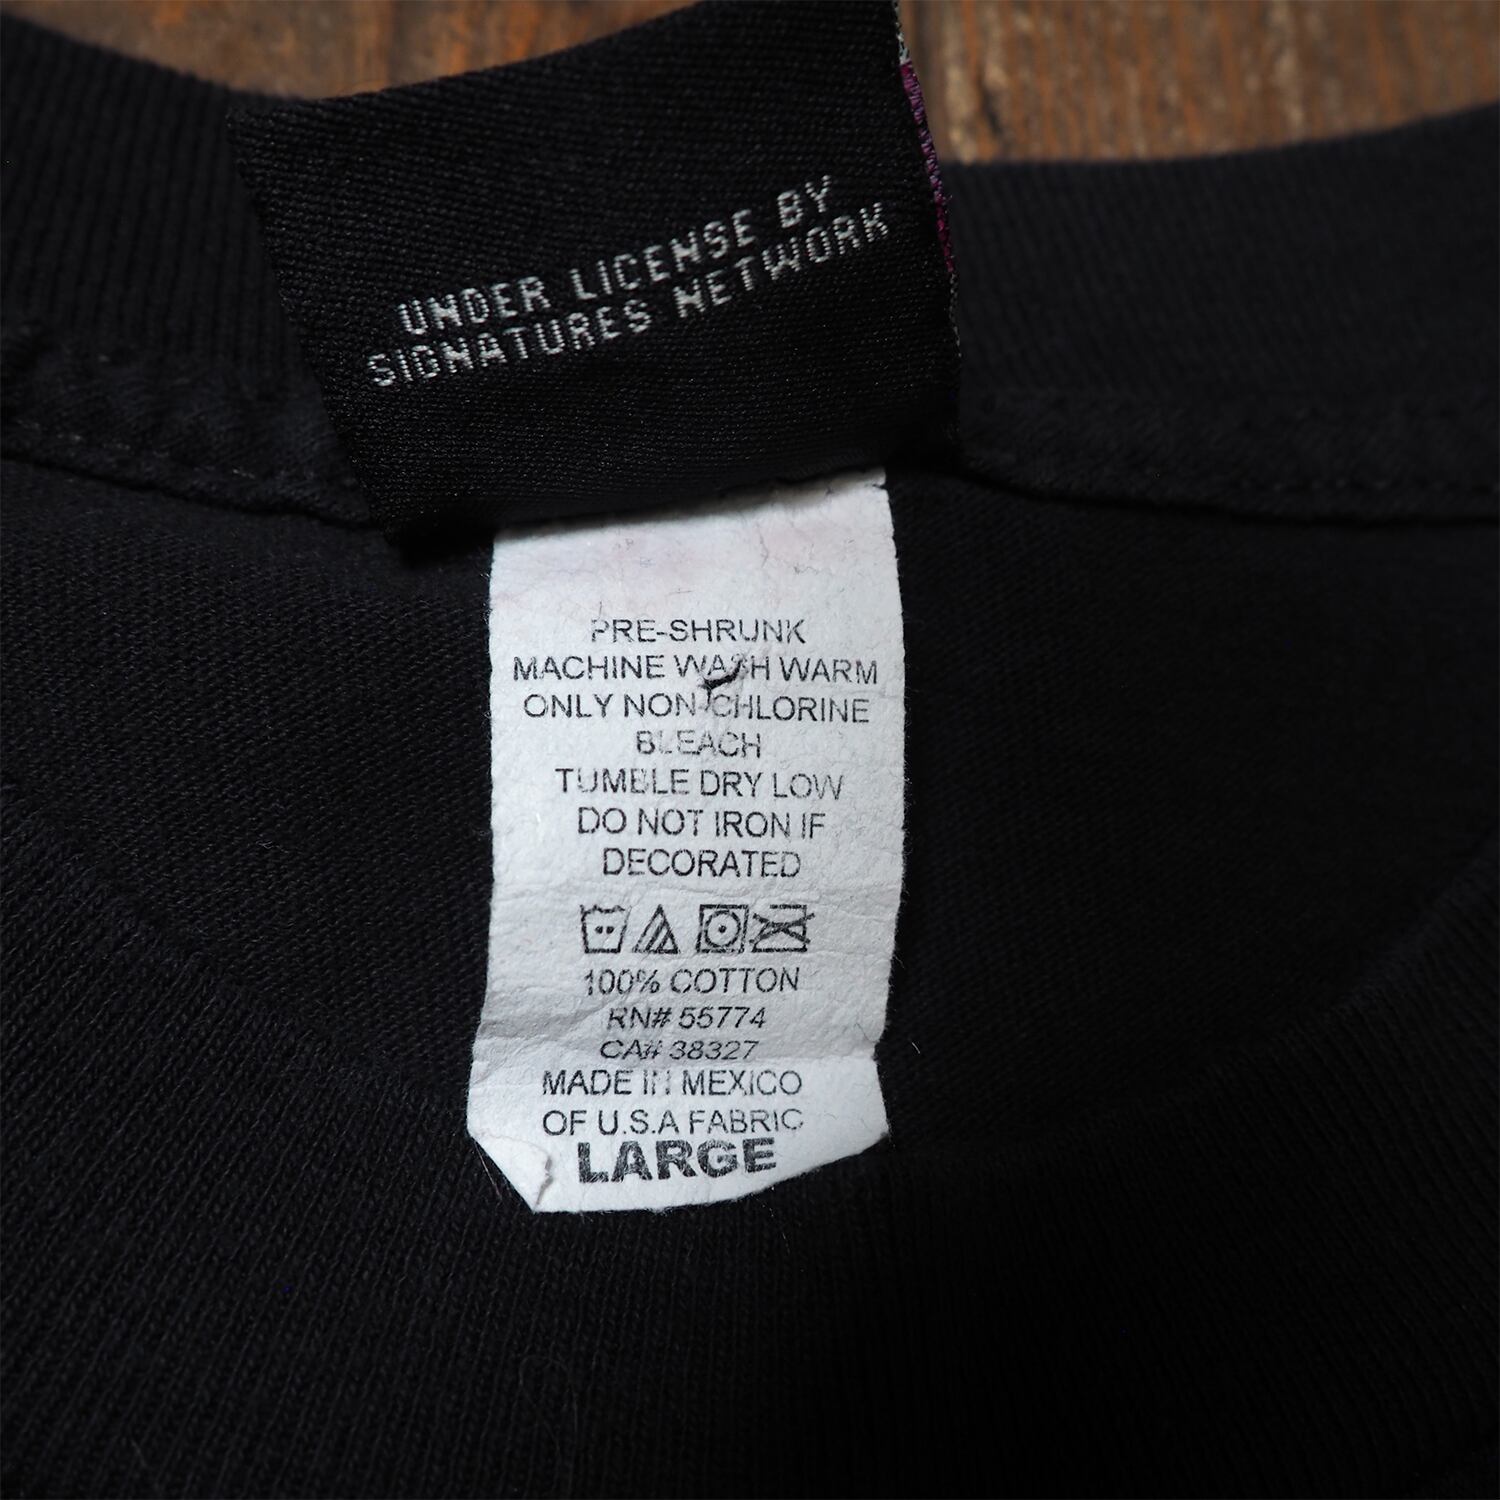 UNDER LICENSE BY
SIGNATURES NETWORK
PRE-SHRUNK
MACHINE WASH WARM
ONLY NON-CHLORINE
BLEACH
TUMBLE DRY LOW
DO NOT IRON IF
DECORATED
100% COTTON
RN# 55774
CA# 38327
MADE IN MEXICO
OF U.S.A FABRIC
LARGE